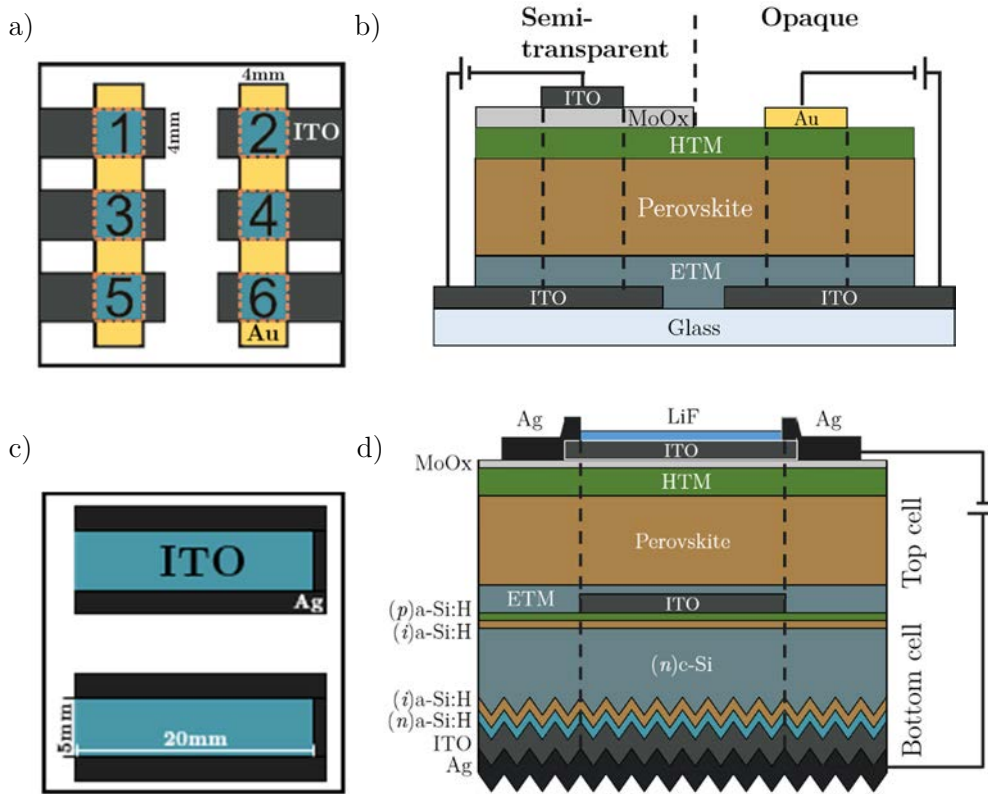 a)
4mm
1
2
ITO
4mm
3
4
5
6
Au
b)
Semi-
transparent
Opaque
ITO
MoOx
Au
HTM
Perovskite
ETM
ITO
ITO
Glass
c)
ITO
Ag
5mm
20mm
d)
Ag
LiF
Ag
ITO
MoOx
HTM
Perovskite
Top cell
ETM
ITO
(p)a-Si:H
(i)a-Si:H
(n)c-Si
Bottom cell
(i)a-Si:H
(n)a-Si:H
ITO
Ag